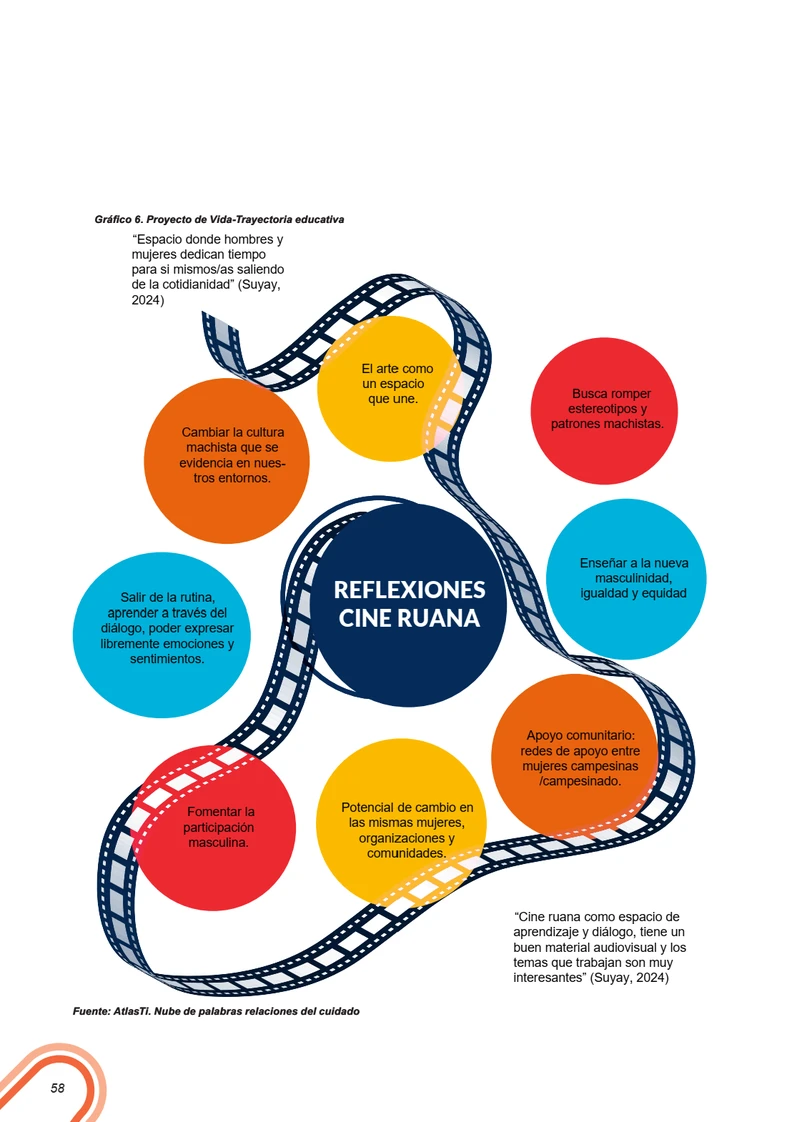 Gráfico 6. Proyecto de Vida-Trayectoria educativa
“Espacio donde hombres y
mujeres dedican tiempo
para si mismos/as saliendo
de la cotidianidad” (Suyay,
2024)
El arte como
un espacio
que une.
Busca romper
estereotipos y
patrones machistas.
Cambiar la cultura
machista que se
evidencia en nues-
tros entornos.
Enseñar a la nueva
masculinidad,
igualdad y equidad
REFLEXIONES
CINE RUANA
Salir de la rutina,
aprender a través del
diálogo, poder expresar
libremente emociones y
sentimientos.
Apoyo comunitario:
redes de apoyo entre
mujeres campesinas
/campesinado.
Fomentar la
participación
masculina.
Potencial de cambio en
las mismas mujeres,
organizaciones y
comunidades.
“Cine ruana como espacio de
aprendizaje y diálogo, tiene un
buen material audiovisual y los
temas que trabajan son muy
interesantes” (Suyay, 2024)
Fuente: AtlasTi. Nube de palabras relaciones del cuidado
58